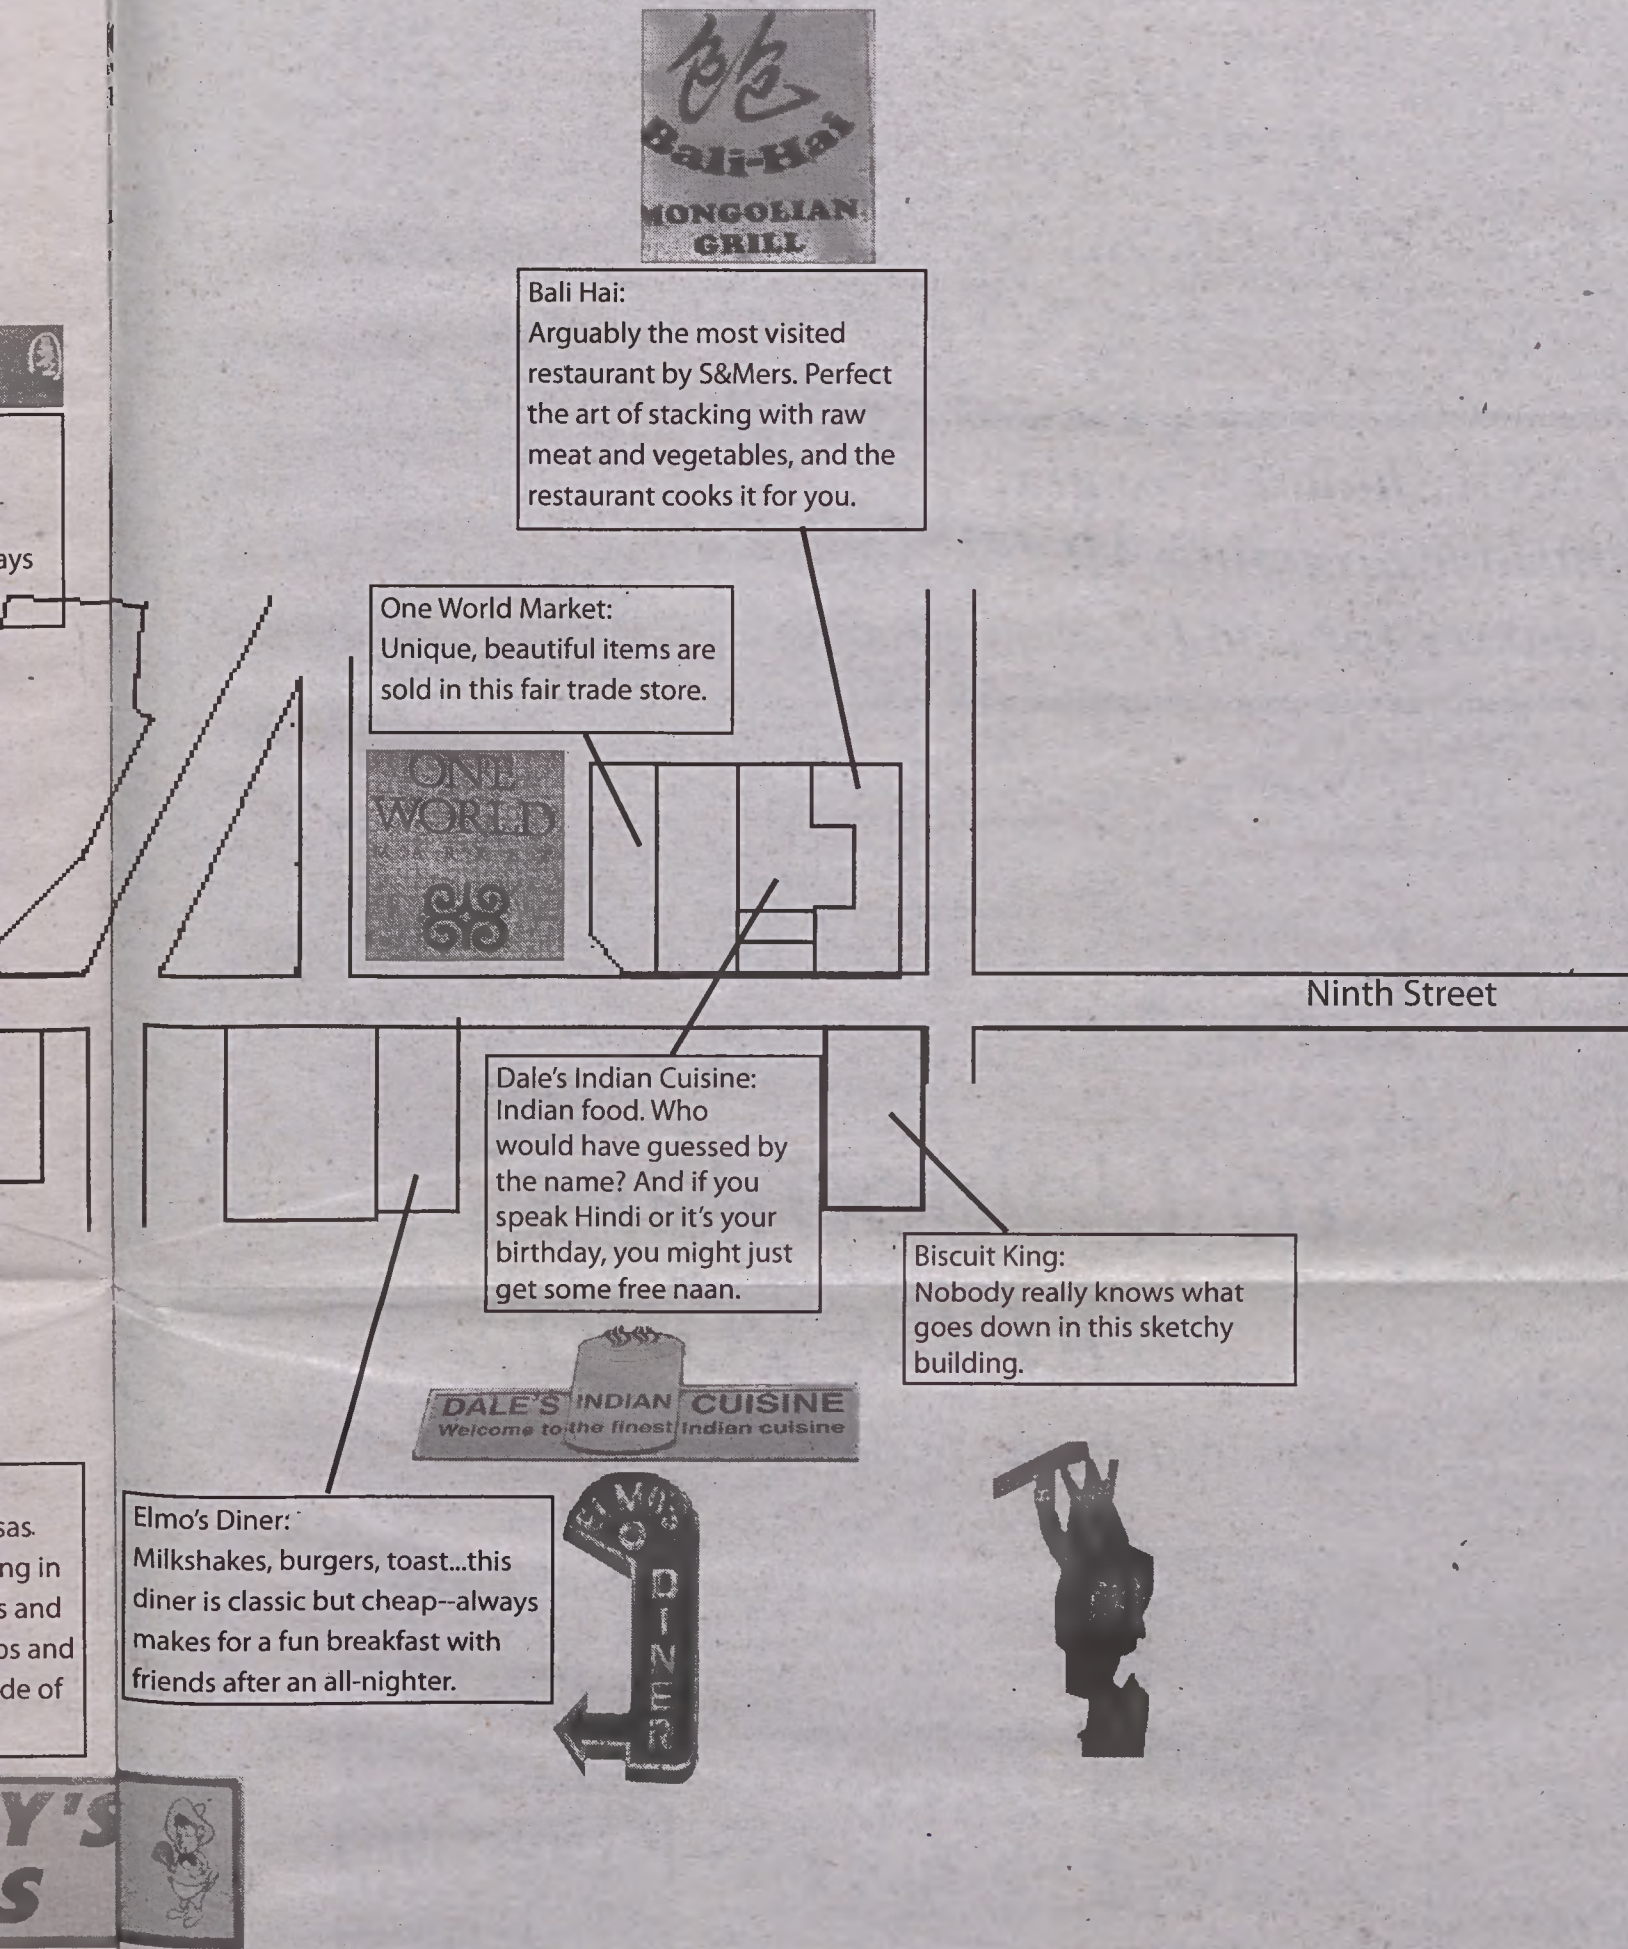 飽
Bali-Hai
MONGOLIAN
GRILL
Bali Hai:
Arguably the most visited
restaurant by S&Mers. Perfect
the art of stacking with raw
meat and vegetables, and the
restaurant cooks it for you.
ays
One World Market:
Unique, beautiful items are
sold in this fair trade store.
ONE
WORLD
MARKET
Ninth Street
Dale's Indian Cuisine:
Indian food. Who
would have guessed by
the name? And if you
speak Hindi or it's your
birthday, you might just
get some free naan.
Biscuit King:
Nobody really knows what
goes down in this sketchy
building.
DALE'S INDIAN CUISINE
Welcome to the finest Indian cuisine
sas.
ng in
s and
os and
de of
Elmo's Diner:
Milkshakes, burgers, toast...this
diner is classic but cheap--always
makes for a fun breakfast with
friends after an all-nighter.
ELMO'S
DINER
Y'S
S